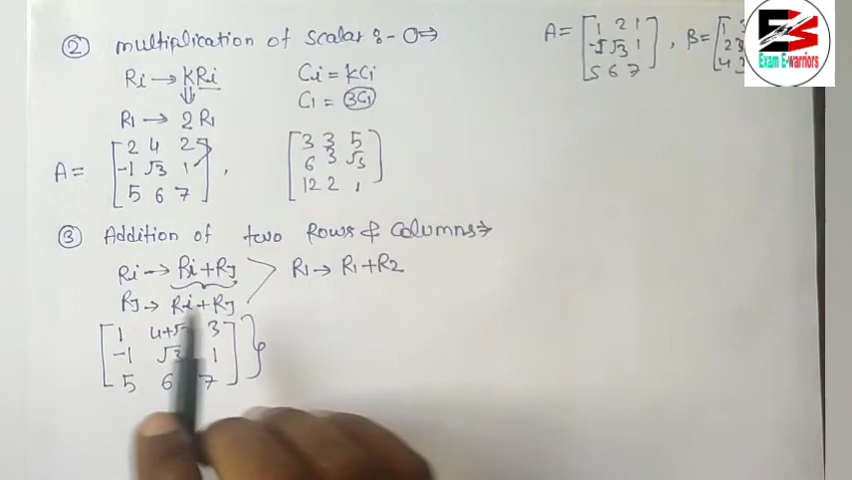 ② multiplication of scalar :- O⇒
Ri → kRi
Ci = kCi
⇓
C1 = 3C1
R1 → 2 R1
A = [ 2 4 2
-1 √3 1
5 6 7 ] ,
[ 3 3 5
6 3 √3
12 2 1 ]
A = [ 1 2 1
√3 1
5 6 7 ] , B = [ 1
2 3
4
Exam E-warriors
③ Addition of two Rows & Columns ⇒
Ri → Ri + Rj
R1 → R1 + R2
Rj → Ri + Rj
[ 1 3
-1 √3 1
5 6 7 ]